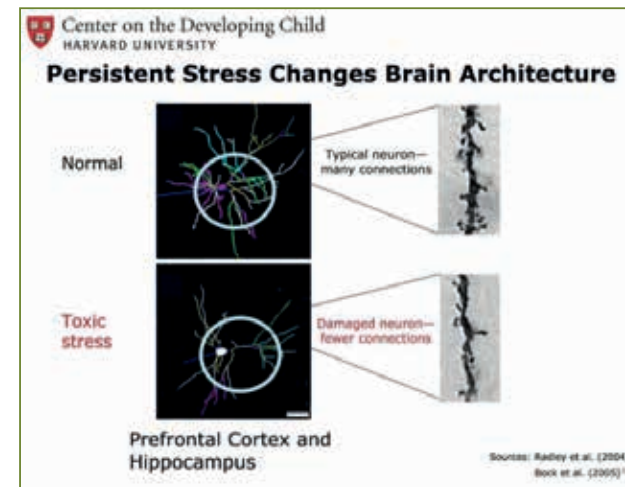 Center on the Developing Child
HARVARD UNIVERSITY
Persistent Stress Changes Brain Architecture
Normal
Typical neuron—
many connections
Toxic
stress
Damaged neuron—
fewer connections
Prefrontal Cortex and
Hippocampus
Sources: Radley et al. (2004
Bock et al. (2005)